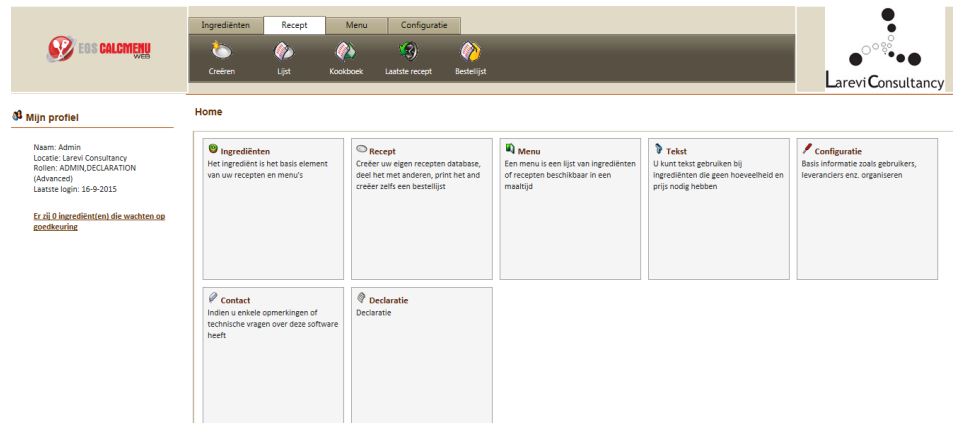 EGS CALCMENU
WEB
Ingrediënten Recept Menu Configuratie
Creëren Lijst Kookboek Laatste recept Bestellijst
Larevi Consultancy
Mijn profiel
Naam: Admin
Locatie: Larevi Consultancy
Rollen: ADMIN,DECLARATION
(Advanced)
Laatste login: 16-9-2015
Er zij 0 ingrediënt(en) die wachten op
goedkeuring
Home
Ingrediënten
Het ingrediënt is het basis element
van uw recepten en menu's
Recept
Creëer uw eigen recepten database,
deel het met anderen, print het and
creëer zelfs een bestellijst
Menu
Een menu is een lijst van ingrediënten
of recepten beschikbaar in een
maaltijd
Tekst
U kunt tekst gebruiken bij
ingrediënten die geen hoeveelheid en
prijs nodig hebben
Configuratie
Basis informatie zoals gebruikers,
leveranciers enz. organiseren
Contact
Indien u enkele opmerkingen of
technische vragen over deze software
heeft
Declaratie
Declaratie